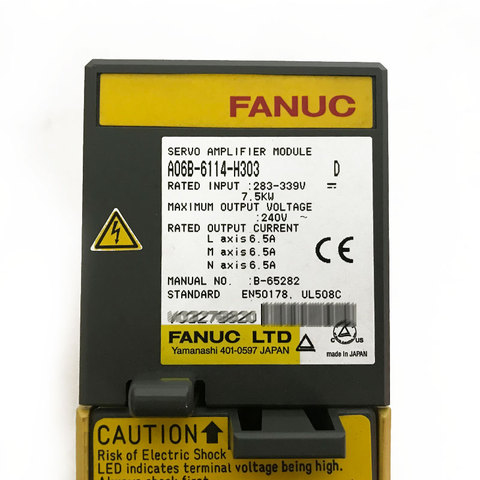 FANUC
SERVO AMPLIFIER MODULE
A06B-6114-H303 D
RATED INPUT :283-339V
7.5KW
MAXIMUM OUTPUT VOLTAGE
:240V ~
RATED OUTPUT CURRENT
L axis 6.5A
M axis 6.5A
N axis 6.5A
CE
MANUAL NO. :B-65282
STANDARD EN50178, UL508C
FANUC LTD
Yamanashi 401-0597 JAPAN
C US
made in JAPAN
CAUTION
Risk of Electric Shock
LED indicates terminal voltage being high.